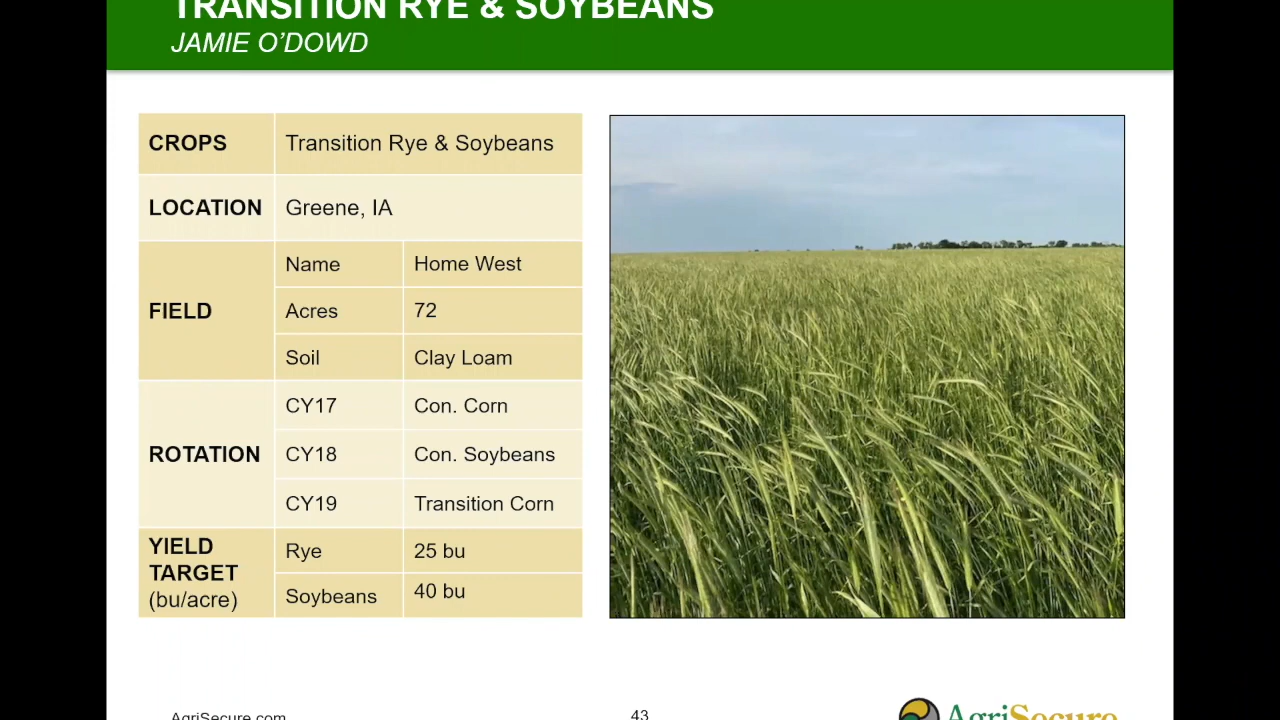 TRANSITION RYE & SOYBEANS
JAMIE O'DOWD
CROPS Transition Rye & Soybeans
LOCATION Greene, IA
FIELD
Name Home West
Acres 72
Soil Clay Loam
ROTATION
CY17 Con. Corn
CY18 Con. Soybeans
CY19 Transition Corn
YIELD
TARGET
(bu/acre)
Rye 25 bu
Soybeans 40 bu
AgriSecure.com
43
AgriSecure